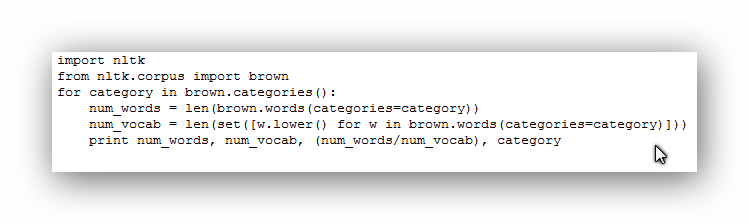 import nltk
from nltk.corpus import brown
for category in brown.categories():
    num_words = len(brown.words(categories=category))
    num_vocab = len(set([w.lower() for w in brown.words(categories=category)]))
    print num_words, num_vocab, (num_words/num_vocab), category